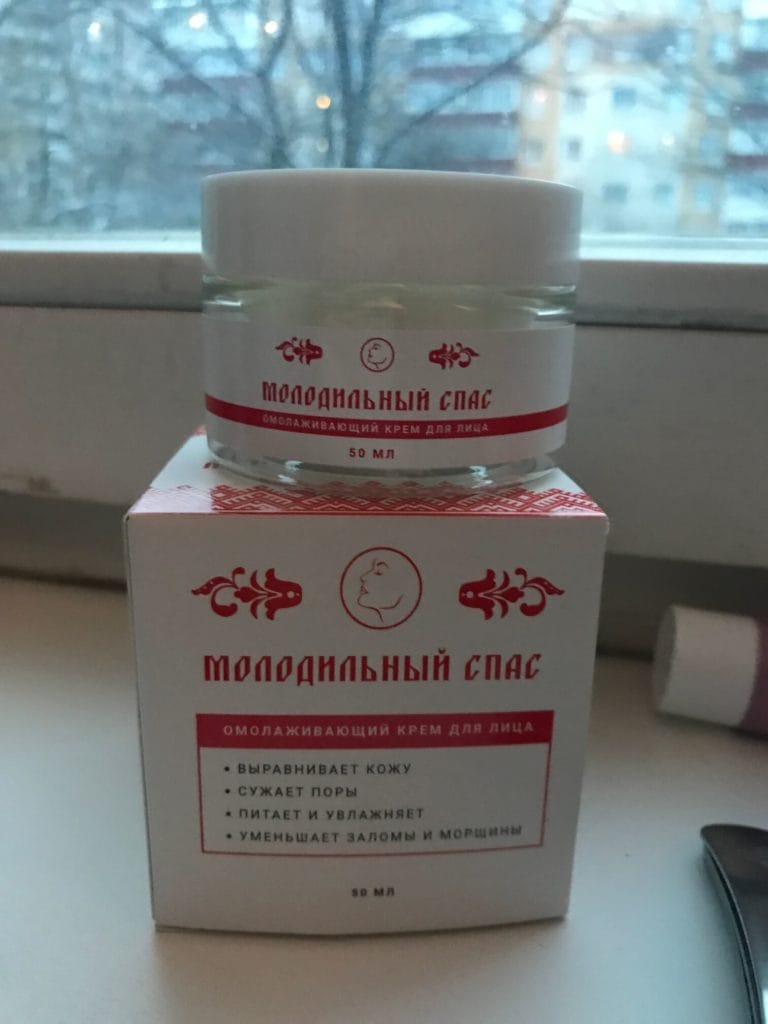 МОЛОДИЛЬНЫЙ СПАС
ОМОЛАЖИВАЮЩИЙ КРЕМ ДЛЯ ЛИЦА
50 МЛ
МОЛОДИЛЬНЫЙ СПАС
ОМОЛАЖИВАЮЩИЙ КРЕМ ДЛЯ ЛИЦА
• ВЫРАВНИВАЕТ КОЖУ
• СУЖАЕТ ПОРЫ
• ПИТАЕТ И УВЛАЖНЯЕТ
• УМЕНЬШАЕТ ЗАЛОМЫ И МОРЩИНЫ
50 МЛ